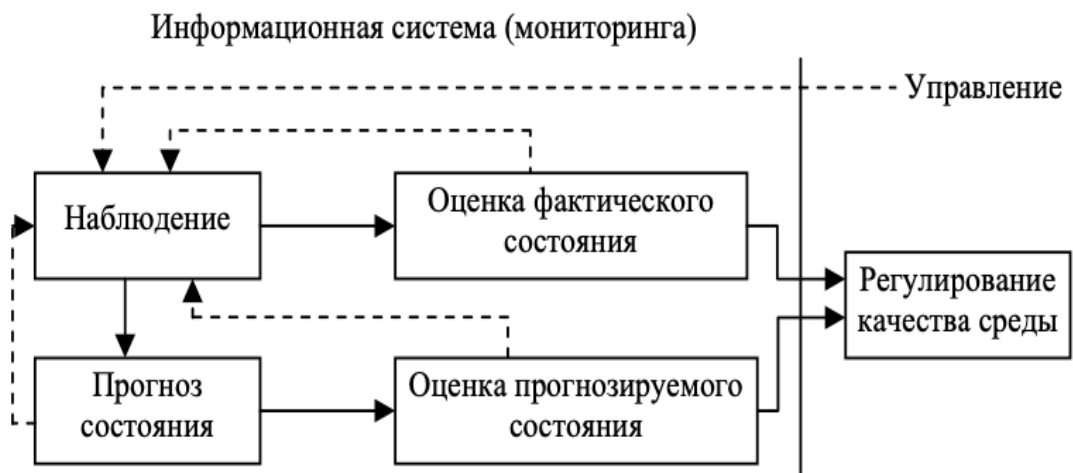 Информационная система (мониторинга)
Управление
Наблюдение
Оценка фактического
состояния
Регулирование
качества среды
Прогноз
состояния
Оценка прогнозируемого
состояния